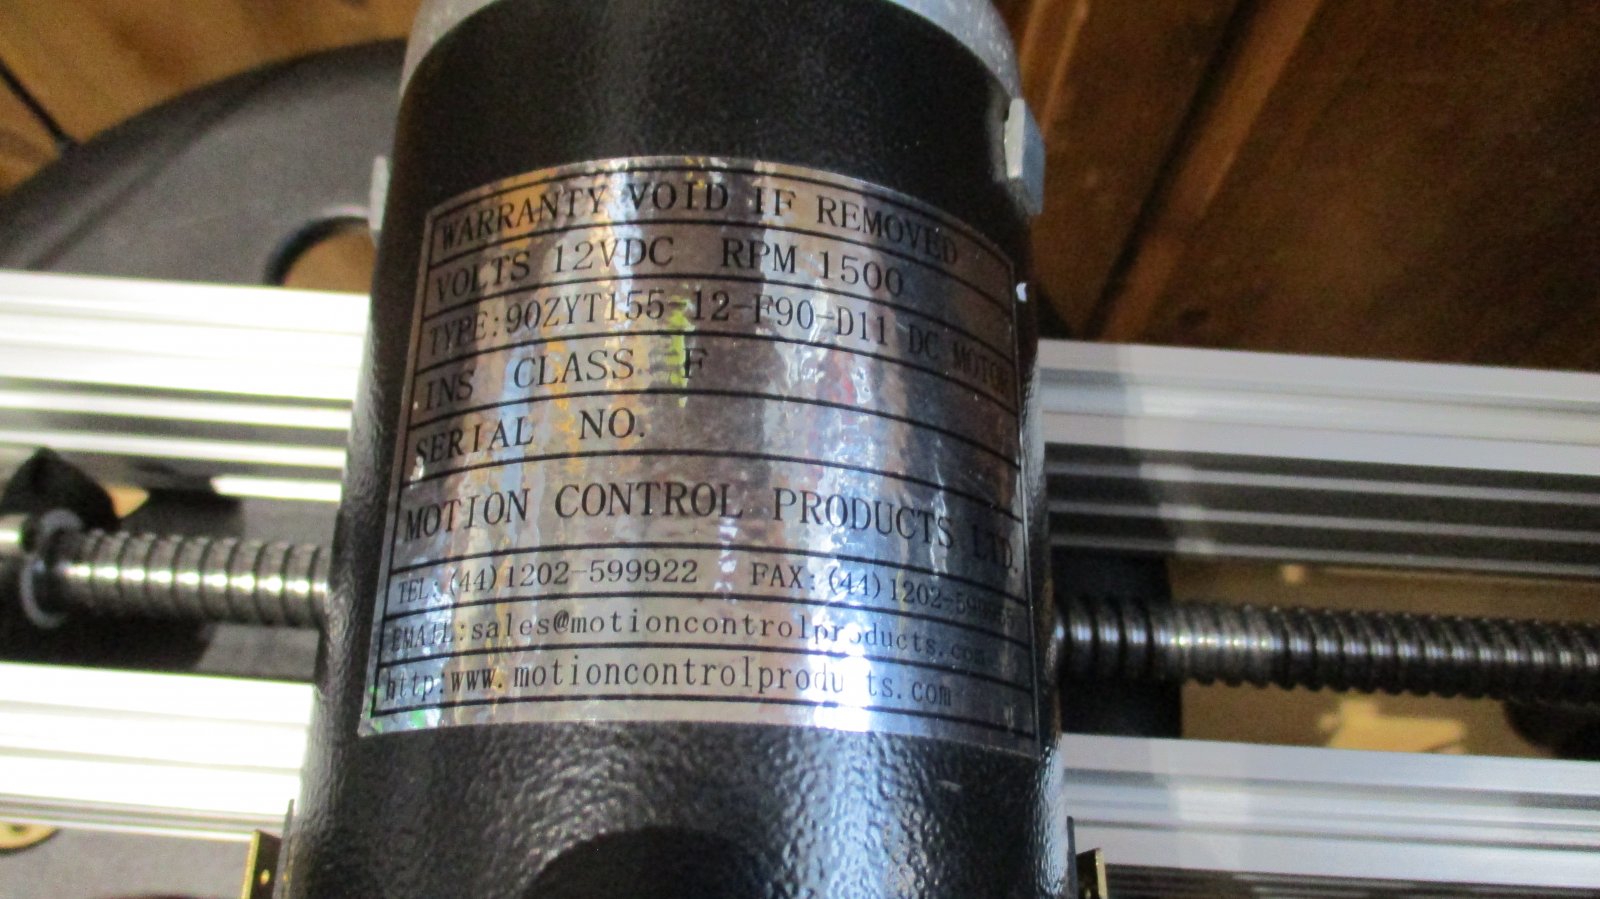 WARRANTY VOID IF REMOVED
VOLTS 12VDC RPM 1500
TYPE:90ZYT155-12-F90-D11 DC MOTOR
INS CLASS F
SERIAL NO.
MOTION CONTROL PRODUCTS LTD.
TEL:(44)1202-599922 FAX:(44)1202-
EMAIL:sales@motioncontrolproducts.com
http:www.motioncontrolproducts.com